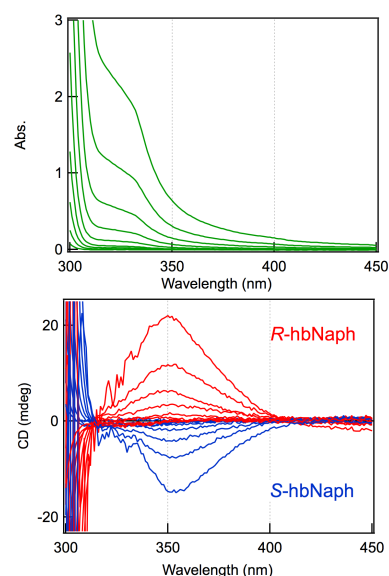 3
2
1
0
Abs.
300
350
400
450
Wavelength (nm)
20
0
-20
CD (mdeg)
R-hbNaph
S-hbNaph
300
350
400
450
Wavelength (nm)